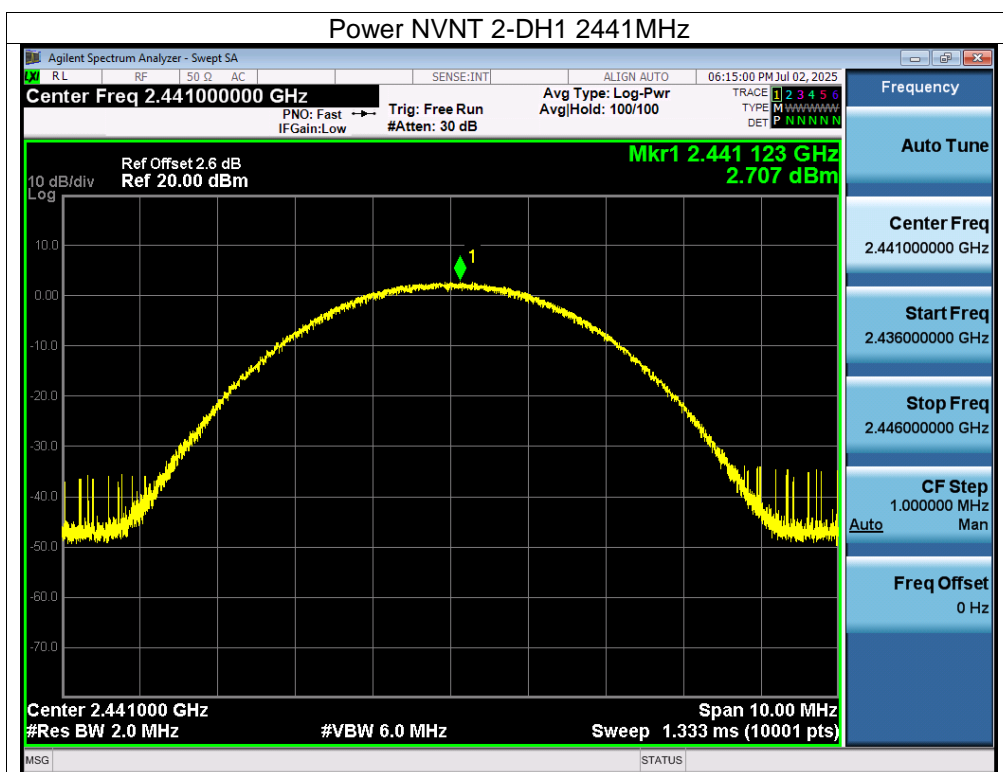 Power NVNT 2-DH1 2441MHz
Agilent Spectrum Analyzer - Swept SA
LXI RL RF 50 Ω AC SENSE:INT ALIGN AUTO 06:15:00 PM Jul 02, 2025
Center Freq 2.441000000 GHz
PNO: Fast
IFGain:Low
Trig: Free Run
#Atten: 30 dB
Avg Type: Log-Pwr
Avg|Hold: 100/100
TRACE 1 2 3 4 5 6
TYPE M W W W W W
DET P N N N N N
Mkr1 2.441 123 GHz
2.707 dBm
Ref Offset 2.6 dB
10 dB/div Ref 20.00 dBm
Log
10.0
0.00
-10.0
-20.0
-30.0
-40.0
-50.0
-60.0
-70.0
1
Center 2.441000 GHz Span 10.00 MHz
#Res BW 2.0 MHz #VBW 6.0 MHz Sweep 1.333 ms (10001 pts)
MSG STATUS
Frequency
Auto Tune
Center Freq
2.441000000 GHz
Start Freq
2.436000000 GHz
Stop Freq
2.446000000 GHz
CF Step
1.000000 MHz
Auto Man
Freq Offset
0 Hz